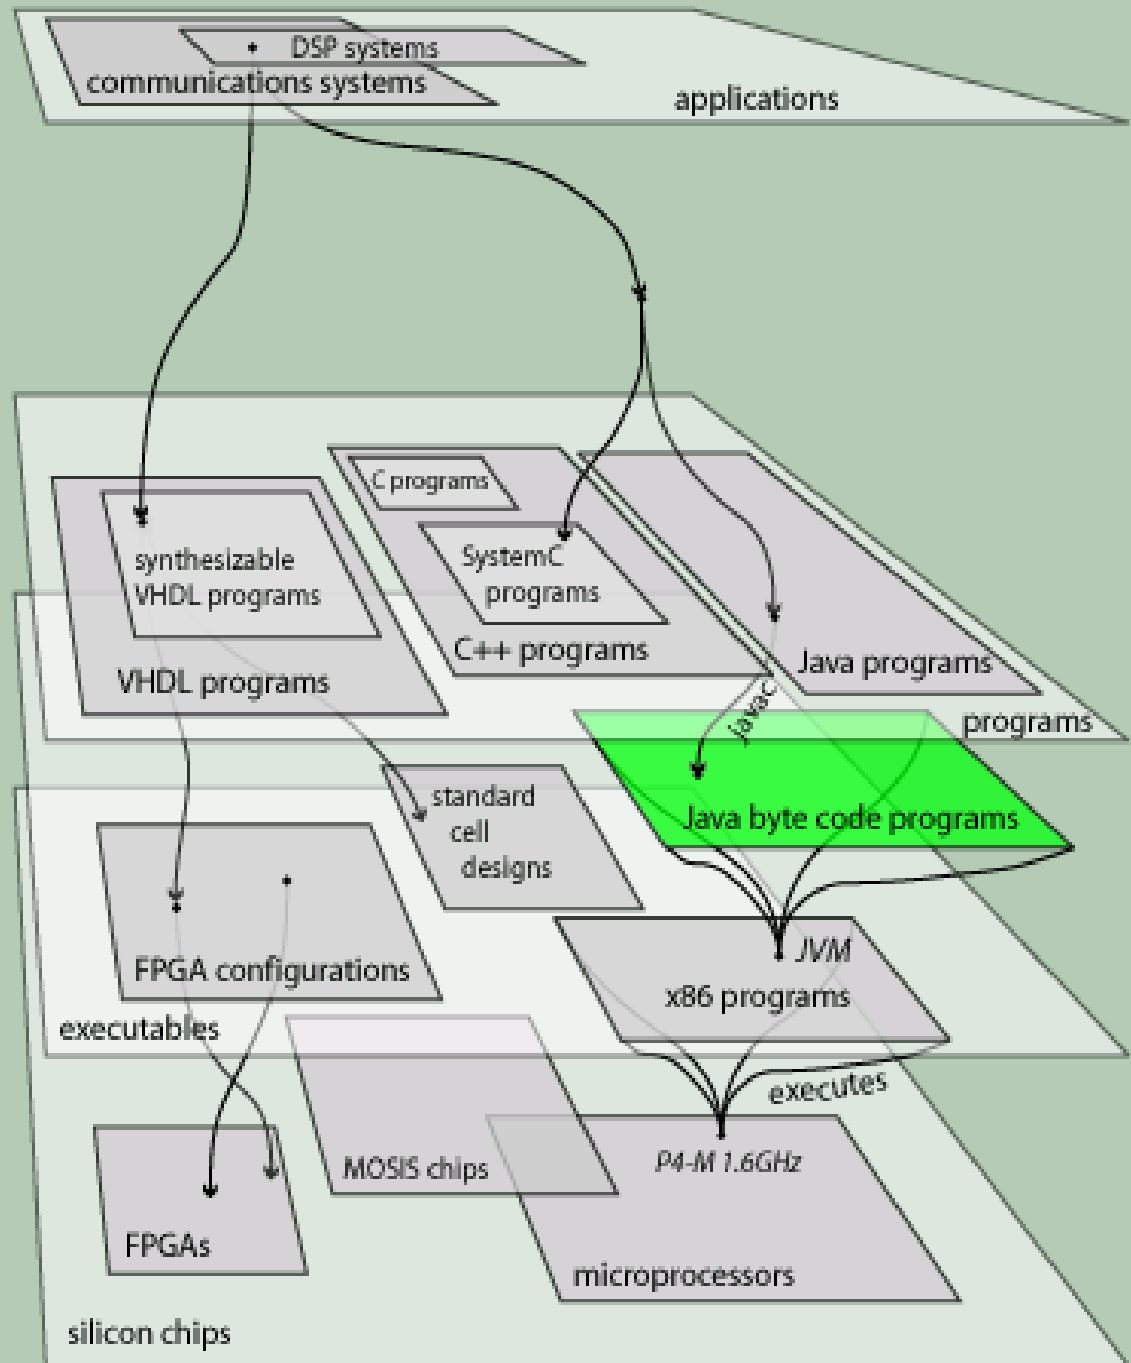 DSP systems
communications systems
applications
C programs
synthesizable
VHDL programs
SystemC
programs
C++ programs
Java programs
VHDL programs
javac
programs
standard
cell
designs
Java byte code programs
JVM
FPGA configurations
x86 programs
executables
executes
MOSIS chips
P4-M 1.6GHz
FPGAs
microprocessors
silicon chips